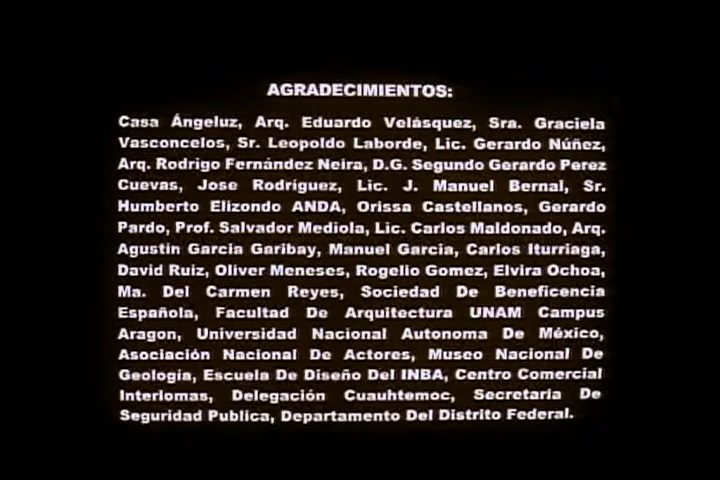 AGRADECIMIENTOS:
Casa Ángeluz, Arq. Eduardo Velásquez, Sra. Graciela
Vasconcelos, Sr. Leopoldo Laborde, Lic. Gerardo Núñez,
Arq. Rodrigo Fernández Neira, D.G. Segundo Gerardo Perez
Cuevas, Jose Rodríguez, Lic. J. Manuel Bernal, Sr.
Humberto Elizondo ANDA, Orissa Castellanos, Gerardo
Pardo, Prof. Salvador Mediola, Lic. Carlos Maldonado, Arq.
Agustin Garcia Garibay, Manuel Garcia, Carlos Iturriaga,
David Ruiz, Oliver Meneses, Rogelio Gomez, Elvira Ochoa,
Ma. Del Carmen Reyes, Sociedad De Beneficencia
Española, Facultad De Arquitectura UNAM Campus
Aragon, Universidad Nacional Autonoma De México,
Asociación Nacional De Actores, Museo Nacional De
Geología, Escuela De Diseño Del INBA, Centro Comercial
Interlomas, Delegación Cuauhtemoc, Secretaria De
Seguridad Publica, Departamento Del Distrito Federal.